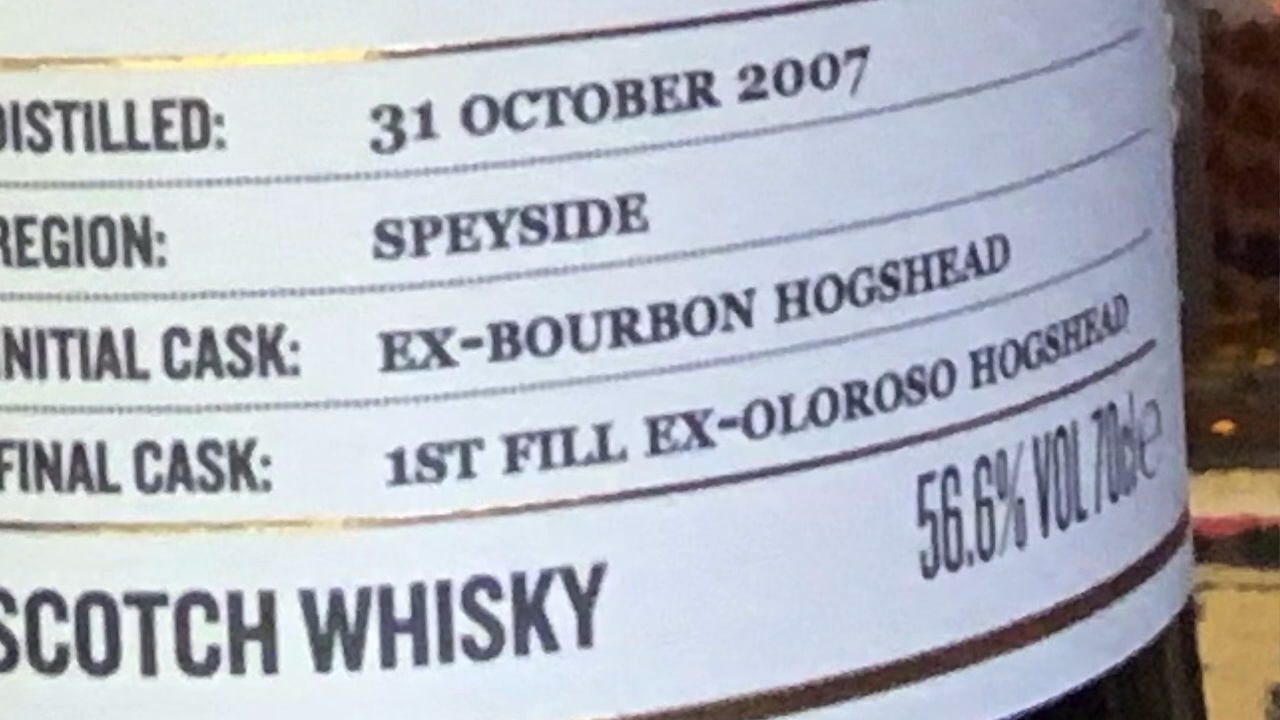 DISTILLED: 31 OCTOBER 2007
REGION: SPEYSIDE
INITIAL CASK: EX-BOURBON HOGSHEAD
FINAL CASK: 1ST FILL EX-OLOROSO HOGSHEAD
56.6% VOL 70cl e
SCOTCH WHISKY